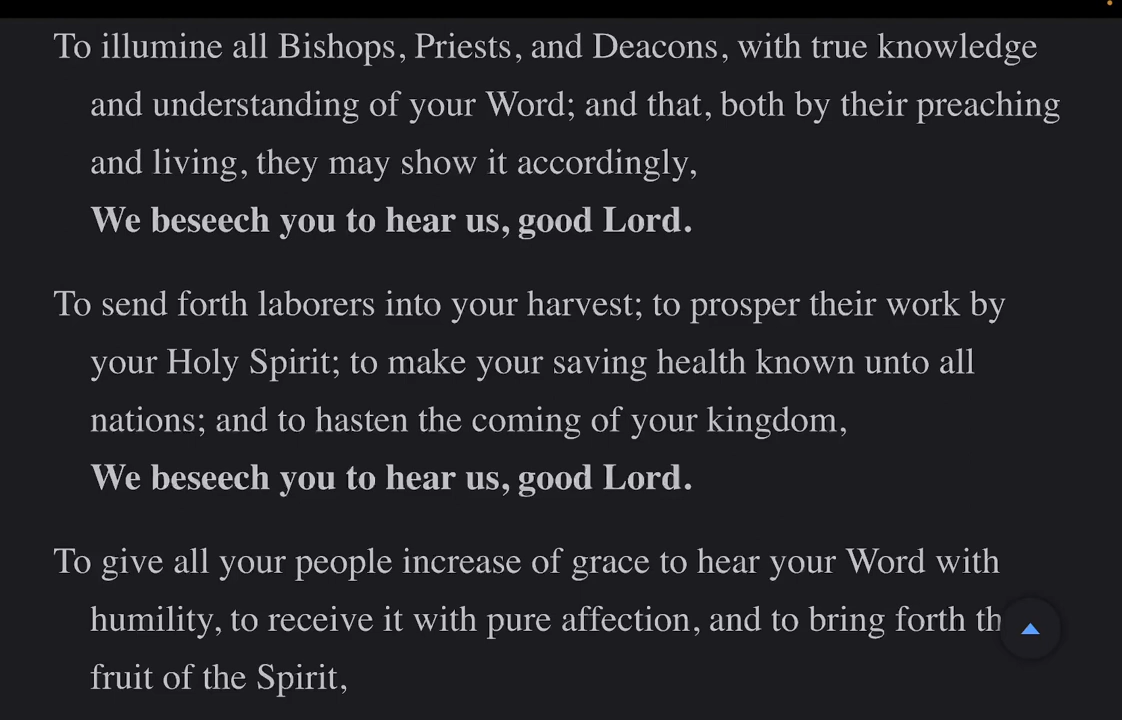 To illumine all Bishops, Priests, and Deacons, with true knowledge
and understanding of your Word; and that, both by their preaching
and living, they may show it accordingly,
We beseech you to hear us, good Lord.
To send forth laborers into your harvest; to prosper their work by
your Holy Spirit; to make your saving health known unto all
nations; and to hasten the coming of your kingdom,
We beseech you to hear us, good Lord.
To give all your people increase of grace to hear your Word with
humility, to receive it with pure affection, and to bring forth th
fruit of the Spirit,